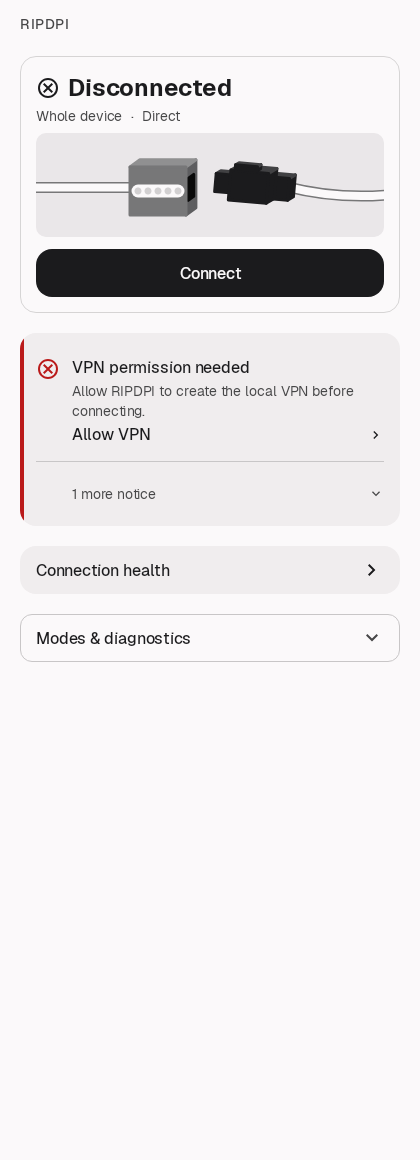 RIPDPI
Disconnected
Whole device · Direct
Connect
VPN permission needed
Allow RIPDPI to create the local VPN before
connecting.
Allow VPN
1 more notice
Connection health
Modes & diagnostics